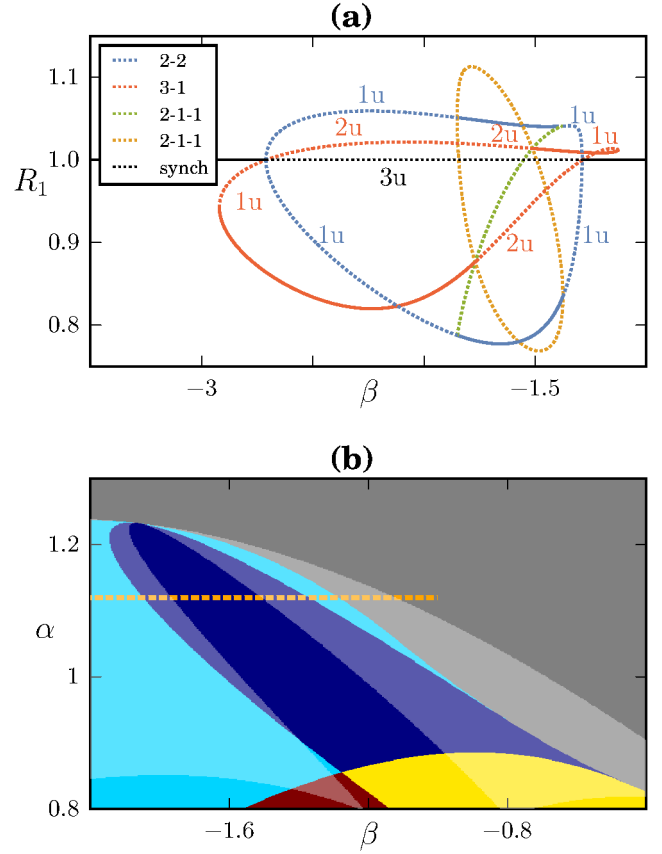 (a)
2-2
3-1
2-1-1
2-1-1
synch
1.1
1.0
0.9
0.8
R₁
1u
2u
2u
1u
1u
3u
1u
1u
2u
1u
−3
β
−1.5
(b)
1.2
1
0.8
α
−1.6
β
−0.8